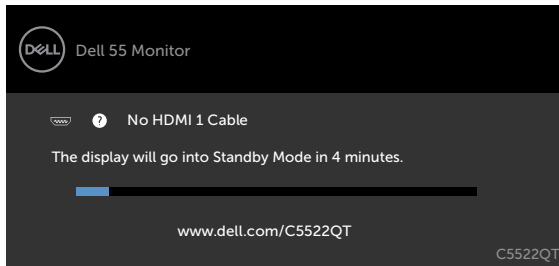 DELL
Dell 55 Monitor
? No HDMI 1 Cable
The display will go into Standby Mode in 4 minutes.
www.dell.com/C5522QT
C5522QT